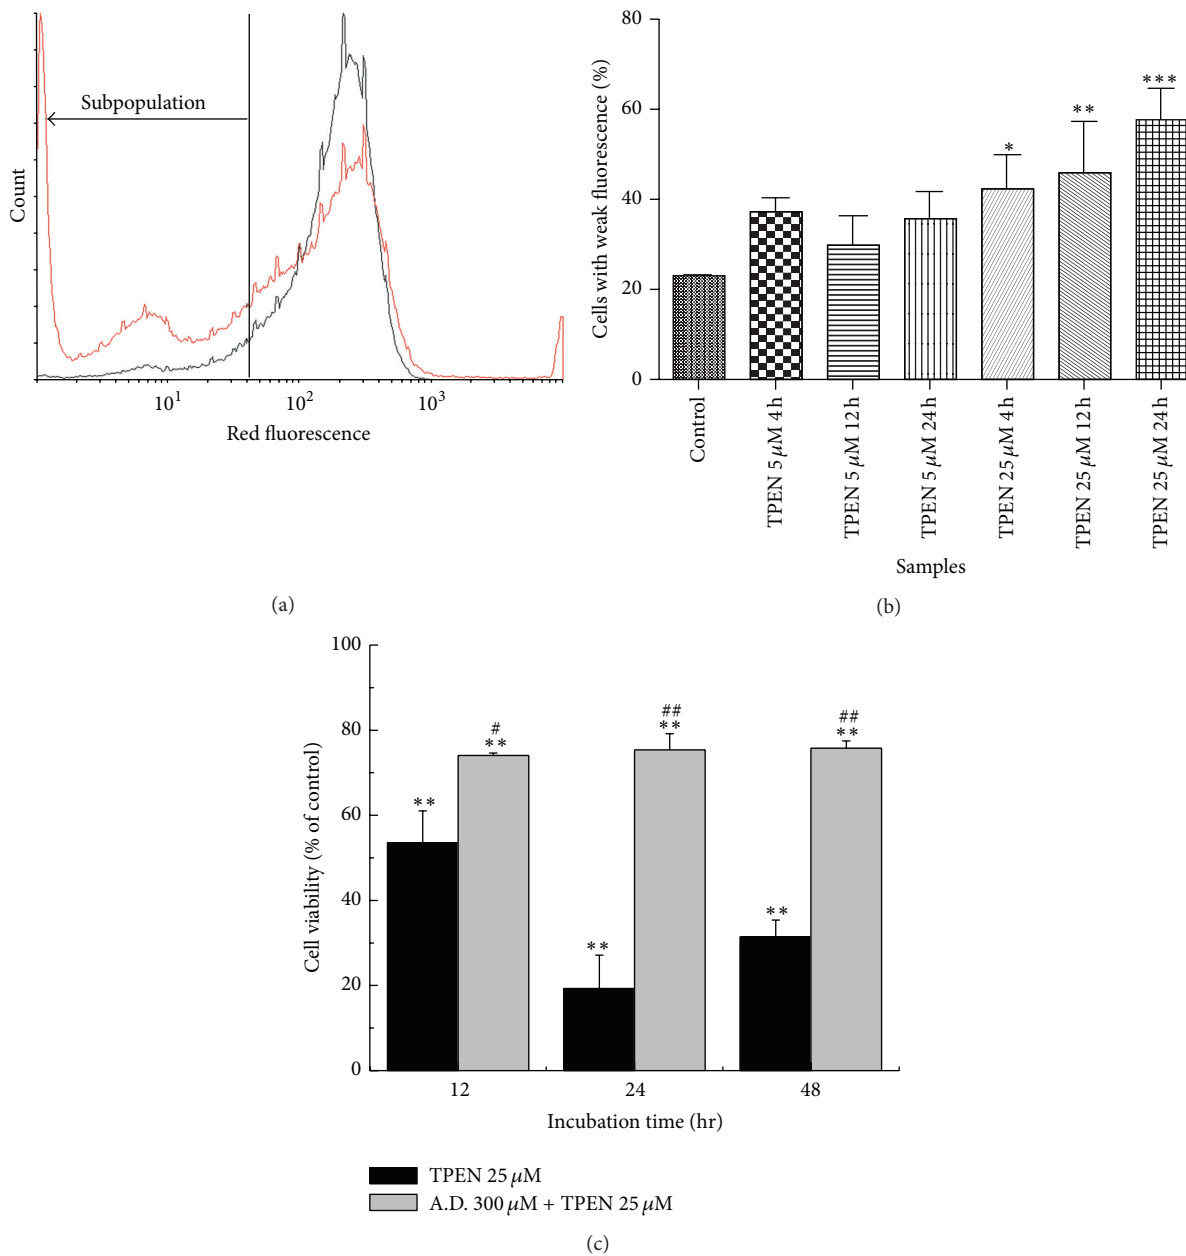 Subpopulation
Count
10¹ 10² 10³
Red fluorescence
(a)
Cells with weak fluorescence (%)
80
60
40
20
0
*
**
***
Control
TPEN 5 μM 4 h
TPEN 5 μM 12 h
TPEN 5 μM 24 h
TPEN 25 μM 4 h
TPEN 25 μM 12 h
TPEN 25 μM 24 h
Samples
(b)
Cell viability (% of control)
100
80
60
40
20
0
**
#
**
**
##
**
**
##
**
12 24 48
Incubation time (hr)
TPEN 25 μM
A.D. 300 μM + TPEN 25 μM
(c)